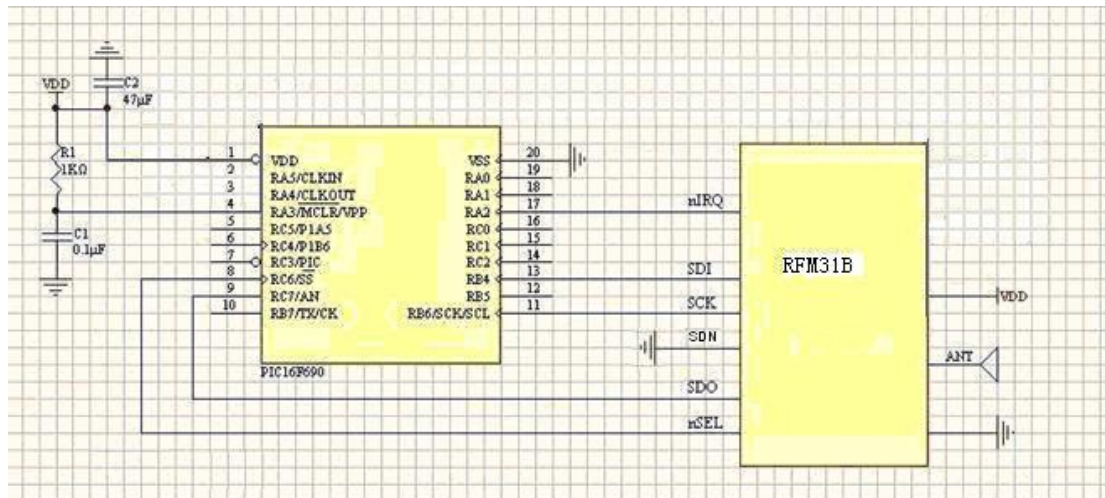 VDD
C2
47μF
R1
1KΩ
C1
0.1μF
1
2
3
4
5
6
7
8
9
10
VDD
RA5/CLKIN
RA4/CLKOUT
RA3/MCLR/VPP
RC5/P1A5
RC4/P1B6
RC3/PIC
RC6/SS
RC7/AN
RB7/TX/CK
VSS
RA0
RA1
RA2
RC0
RC1
RC2
RB4
RB5
RB6/SCK/SCL
20
19
18
17
16
15
14
13
12
11
PIC16F690
nIRQ
SDI
SCK
SDN
SDO
nSEL
RFM31B
VDD
ANT